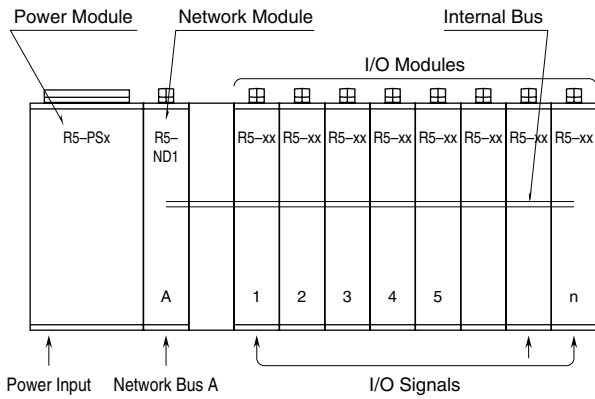 Power Module
Network Module
Internal Bus
I/O Modules
R5–PSx
R5–
ND1
R5–xx
R5–xx
R5–xx
R5–xx
R5–xx
R5–xx
R5–xx
R5–xx
A
1
2
3
4
5
n
Power Input
Network Bus A
I/O Signals